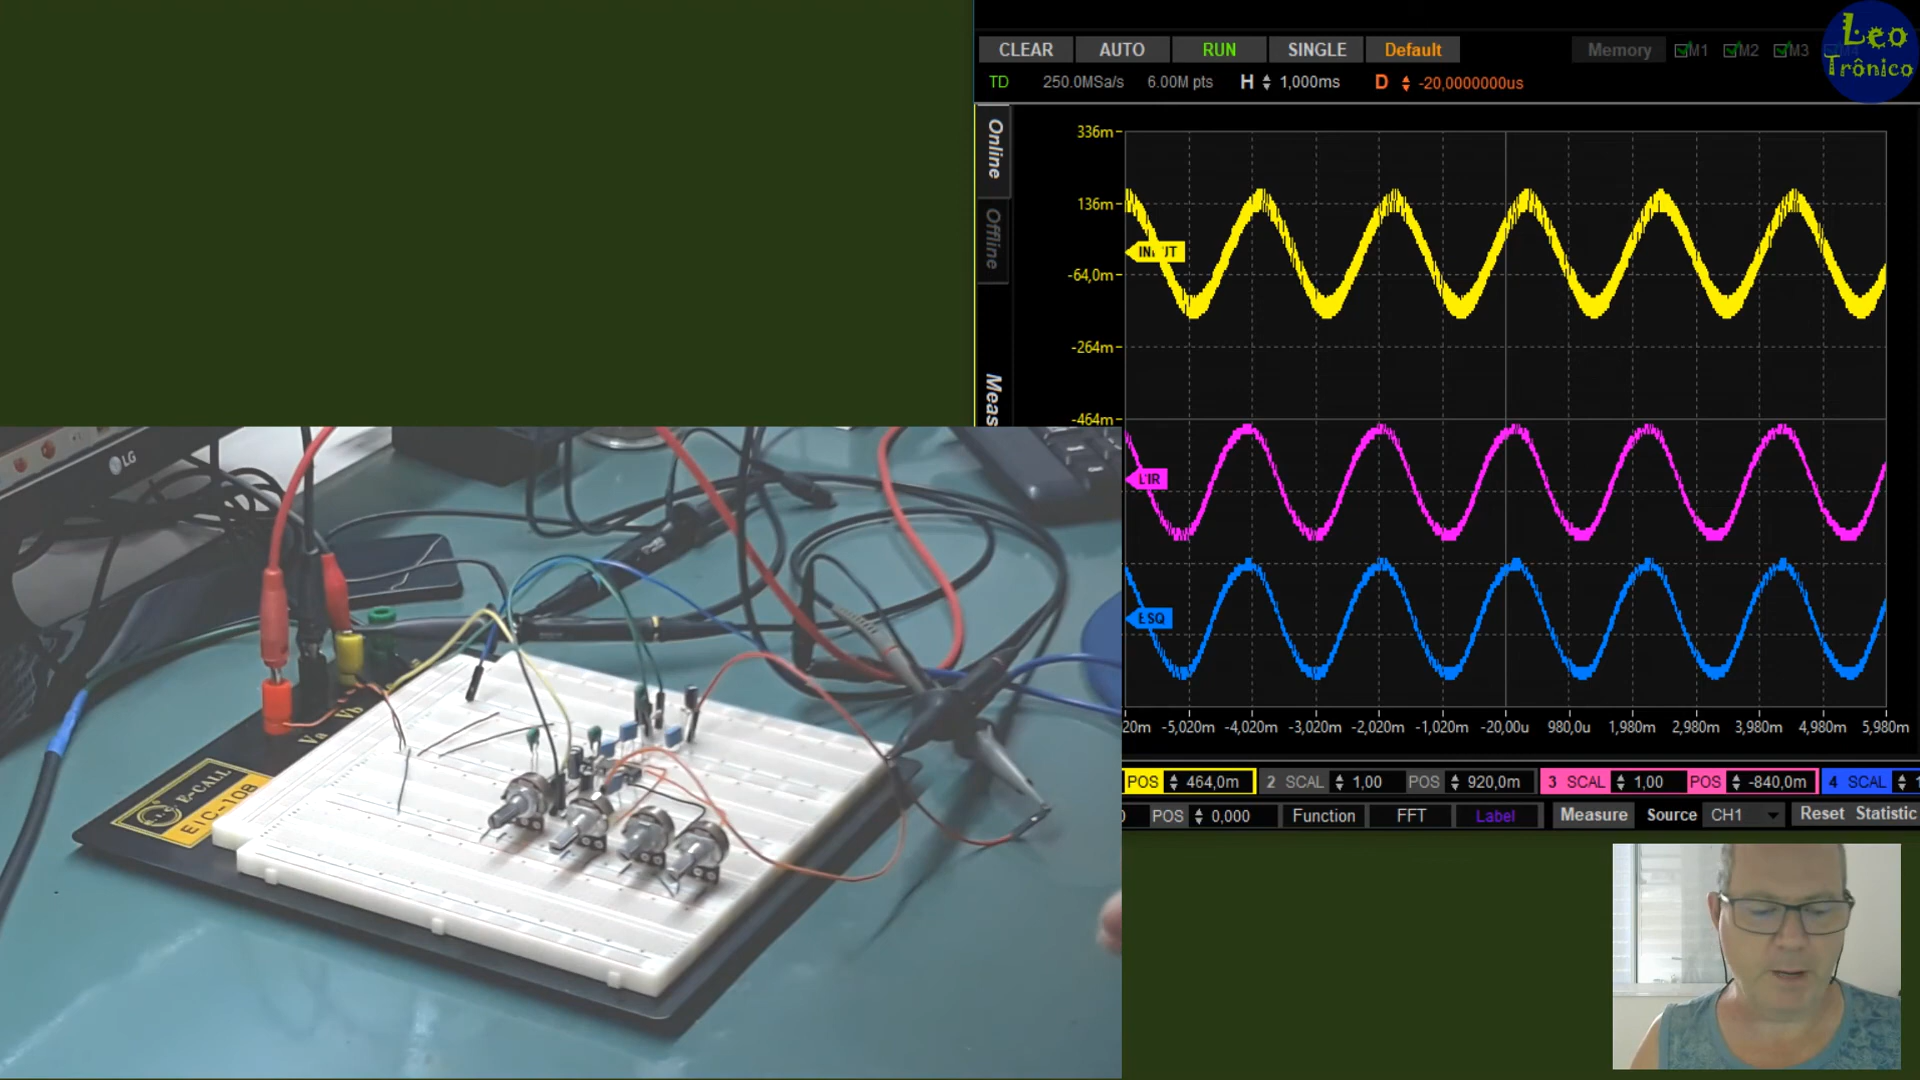 Leo
Trônico
CLEAR AUTO RUN SINGLE Default Memory M1 M2 M3
TD 250.0MSa/s 6.00M pts H 1,000ms D -20,0000000us
Online
Offline
Meas
336m
136m
-64,0m
-264m
-464m
INPUT
DIR
ESQ
20m -5,020m -4,020m -3,020m -2,020m -1,020m -20,00u 980,0u 1,980m 2,980m 3,980m 4,980m 5,980m
POS 464,0m 2 SCAL 1,00 POS 920,0m 3 SCAL 1,00 POS -840,0m 4 SCAL
POS 0,000 Function FFT Label Measure Source CH1 Reset Statistic
LG
Va
Vb
E-CALL
EIC-108